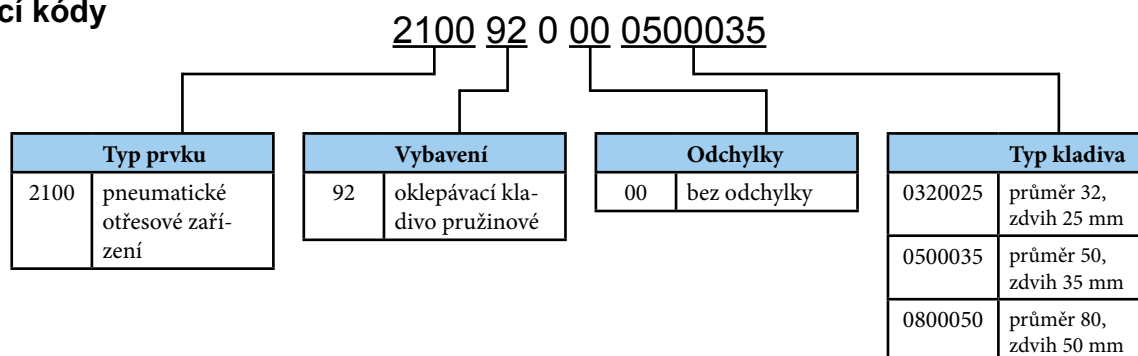 cí kódy
2100 92 0 00 0500035
Typ prvku
2100 pneumatické
otřesové zaří-
zení
Vybavení
92 oklepávací kla-
divo pružinové
Odchylky
00 bez odchylky
Typ kladiva
0320025 průměr 32,
zdvih 25 mm
0500035 průměr 50,
zdvih 35 mm
0800050 průměr 80,
zdvih 50 mm